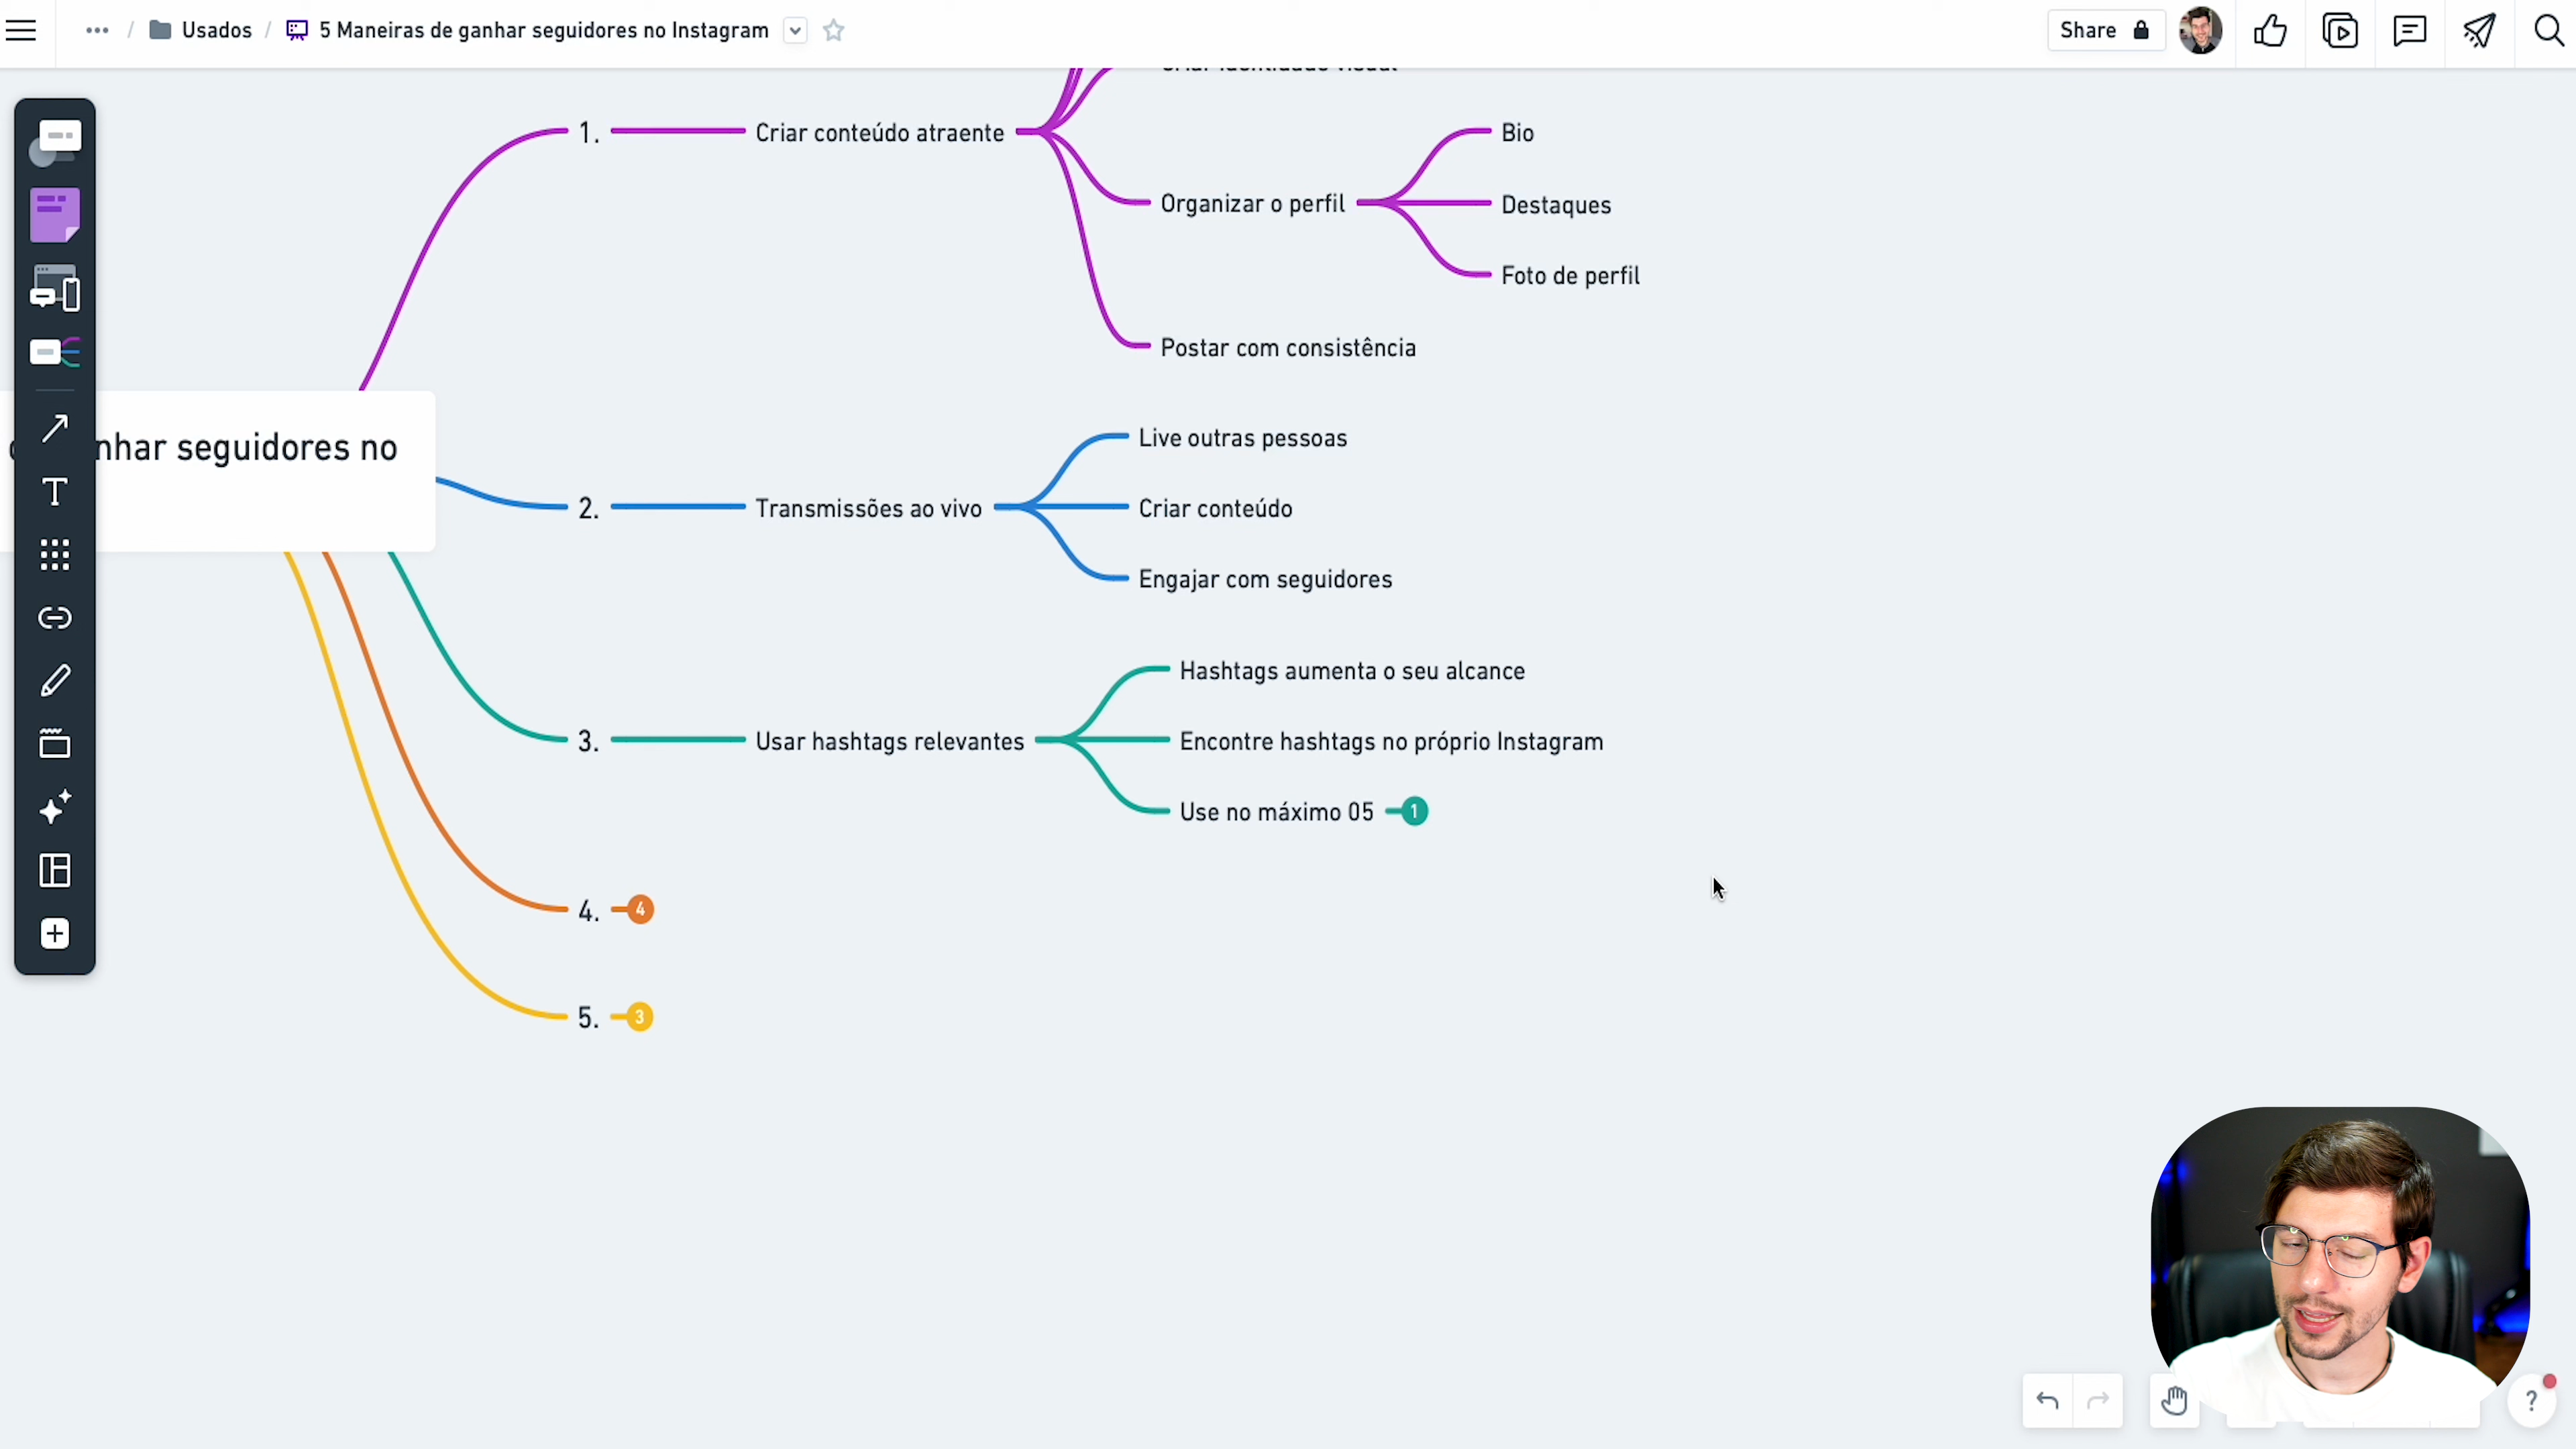 ... / Usados / 5 Maneiras de ganhar seguidores no Instagram
Share
1.
Criar conteúdo atraente
Bio
Organizar o perfil
Destaques
Foto de perfil
Postar com consistência
nhar seguidores no
2.
Transmissões ao vivo
Live outras pessoas
Criar conteúdo
Engajar com seguidores
3.
Usar hashtags relevantes
Hashtags aumenta o seu alcance
Encontre hashtags no próprio Instagram
Use no máximo 05
1
4.
4
5.
3
?